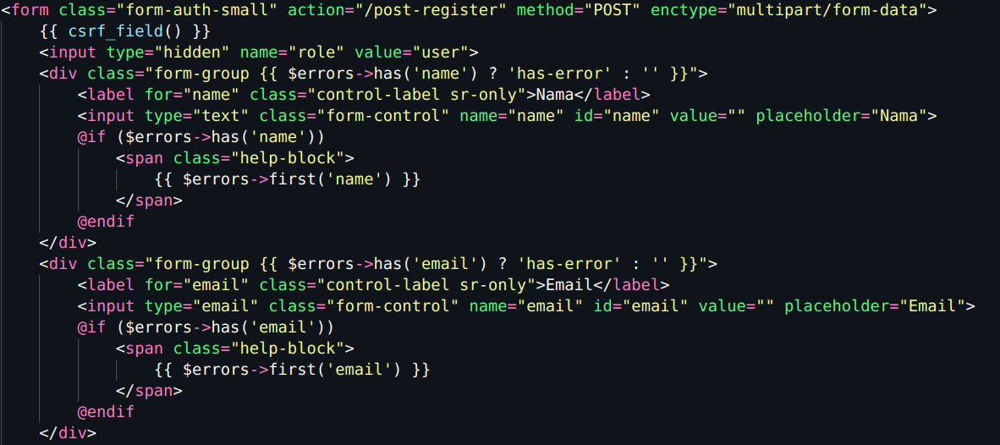 <form class="form-auth-small" action="/post-register" method="POST" enctype="multipart/form-data">
{{ csrf_field() }}
<input type="hidden" name="role" value="user">
<div class="form-group {{ $errors->has('name') ? 'has-error' : '' }}">
<label for="name" class="control-label sr-only">Nama</label>
<input type="text" class="form-control" name="name" id="name" value="" placeholder="Nama">
@if ($errors->has('name'))
<span class="help-block">
{{ $errors->first('name') }}
</span>
@endif
</div>
<div class="form-group {{ $errors->has('email') ? 'has-error' : '' }}">
<label for="email" class="control-label sr-only">Email</label>
<input type="email" class="form-control" name="email" id="email" value="" placeholder="Email">
@if ($errors->has('email'))
<span class="help-block">
{{ $errors->first('email') }}
</span>
@endif
</div>